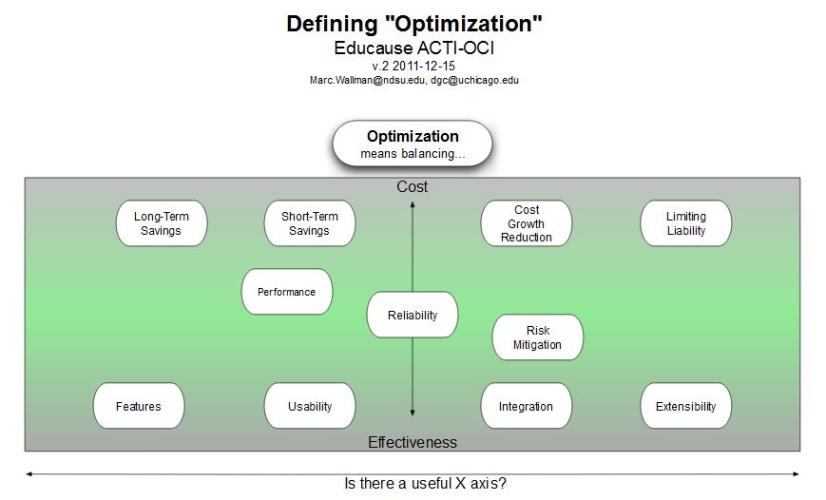 Defining "Optimization"
Educause ACTI-OCI
v.2 2011-12-15
Marc.Wallman@ndsu.edu, dgc@uchicago.edu
Optimization
means balancing...
Cost
Long-Term
Savings
Short-Term
Savings
Cost
Growth
Reduction
Limiting
Liability
Performance
Reliability
Risk
Mitigation
Features
Usability
Integration
Extensibility
Effectiveness
Is there a useful X axis?